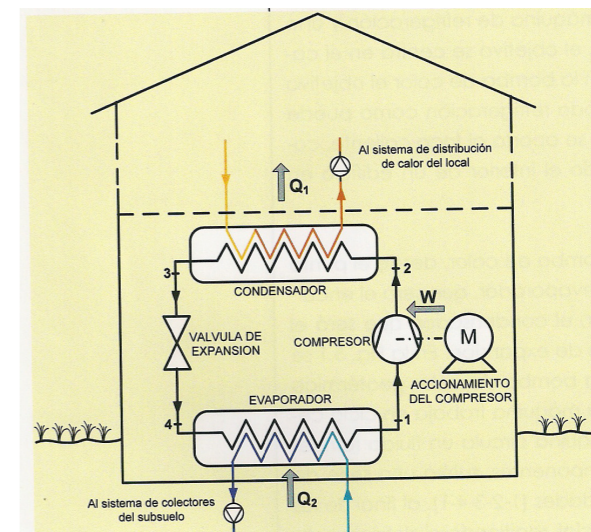 Al sistema de distribución
de calor del local
Q₁
3
2
CONDENSADOR
W
VALVULA DE
EXPANSION
COMPRESOR
M
ACCIONAMIENTO
DEL COMPRESOR
EVAPORADOR
4
1
Q₂
Al sistema de colectores
del subsuelo